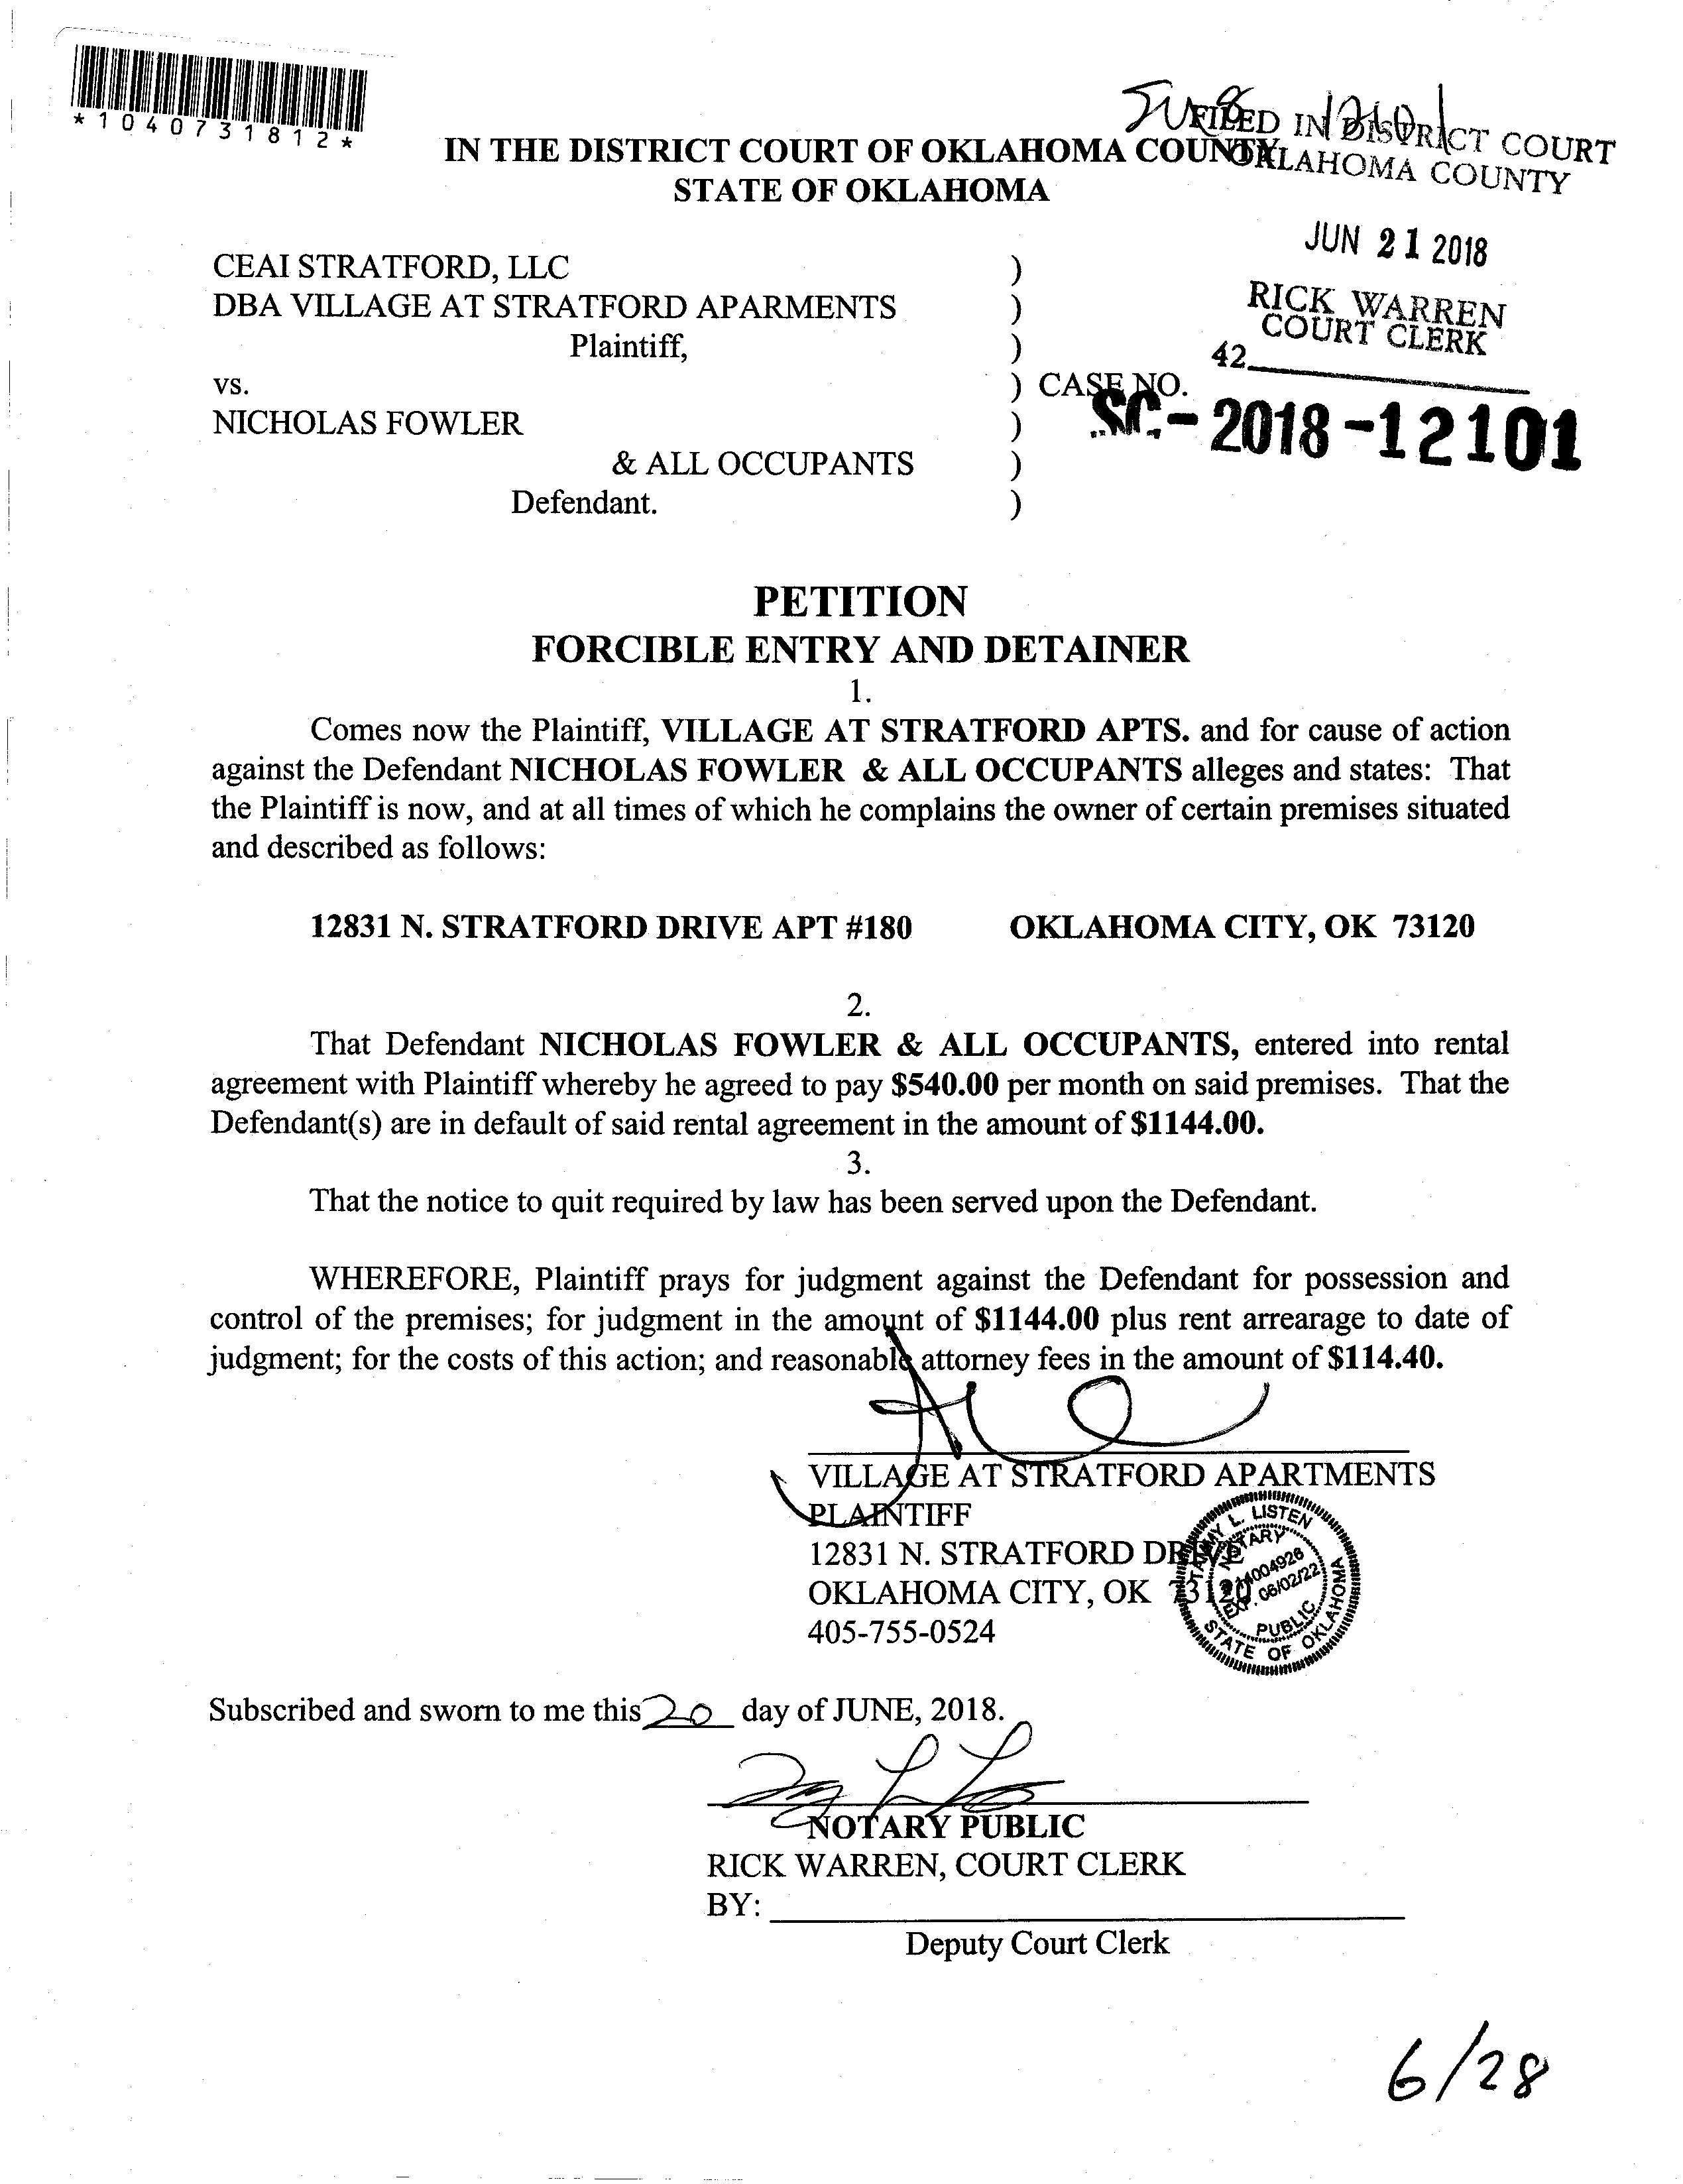 *1040731812*
FILED IN DISTRICT COURT
OKLAHOMA COUNTY
IN THE DISTRICT COURT OF OKLAHOMA COUNTY
STATE OF OKLAHOMA
JUN 21 2018
RICK WARREN
COURT CLERK
42
CEAI STRATFORD, LLC )
DBA VILLAGE AT STRATFORD APARMENTS )
Plaintiff, )
vs. ) CASE NO.
SC-2018-12101
NICHOLAS FOWLER )
& ALL OCCUPANTS )
Defendant. )
PETITION
FORCIBLE ENTRY AND DETAINER
1.
Comes now the Plaintiff, VILLAGE AT STRATFORD APTS. and for cause of action
against the Defendant NICHOLAS FOWLER & ALL OCCUPANTS alleges and states: That
the Plaintiff is now, and at all times of which he complains the owner of certain premises situated
and described as follows:
12831 N. STRATFORD DRIVE APT #180 OKLAHOMA CITY, OK 73120
2.
That Defendant NICHOLAS FOWLER & ALL OCCUPANTS, entered into rental
agreement with Plaintiff whereby he agreed to pay $540.00 per month on said premises. That the
Defendant(s) are in default of said rental agreement in the amount of $1144.00.
3.
That the notice to quit required by law has been served upon the Defendant.
WHEREFORE, Plaintiff prays for judgment against the Defendant for possession and
control of the premises; for judgment in the amount of $1144.00 plus rent arrearage to date of
judgment; for the costs of this action; and reasonable attorney fees in the amount of $114.40.
VILLAGE AT STRATFORD APARTMENTS
PLAINTIFF
12831 N. STRATFORD DRIVE
OKLAHOMA CITY, OK 73120
405-755-0524
TAMMY L. LISTEN
NOTARY
# 14004926
EXP. 06/02/22
PUBLIC
STATE OF OKLAHOMA
Subscribed and sworn to me this 20 day of JUNE, 2018.
NOTARY PUBLIC
RICK WARREN, COURT CLERK
BY:
Deputy Court Clerk
6/28